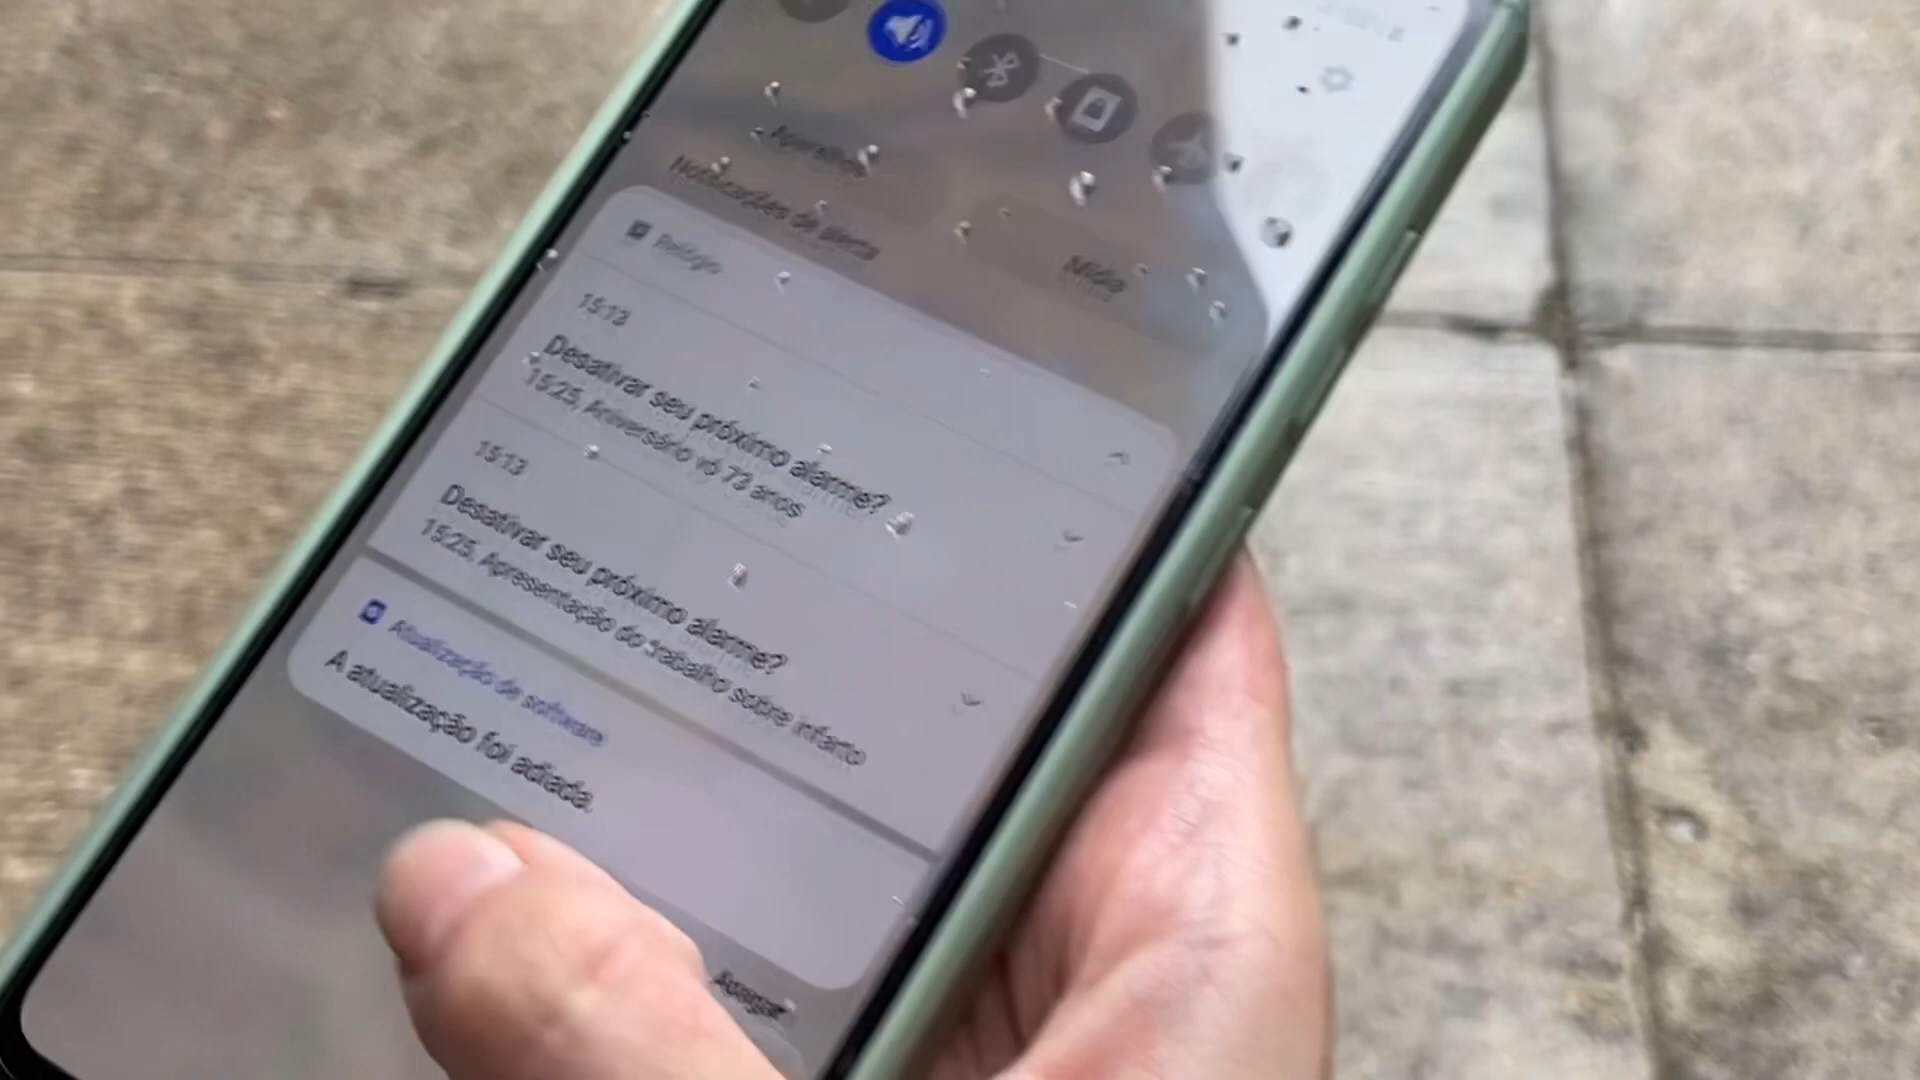 Aparelhos
Mídia
Notificações de alerta
Relógio
15:13
Desativar seu próximo alarme?
15:25, Aniversário vó 73 anos
15:13
Desativar seu próximo alarme?
15:25, Apresentação do trabalho sobre infarto
Atualização de software
A atualização foi adiada.
Apagar